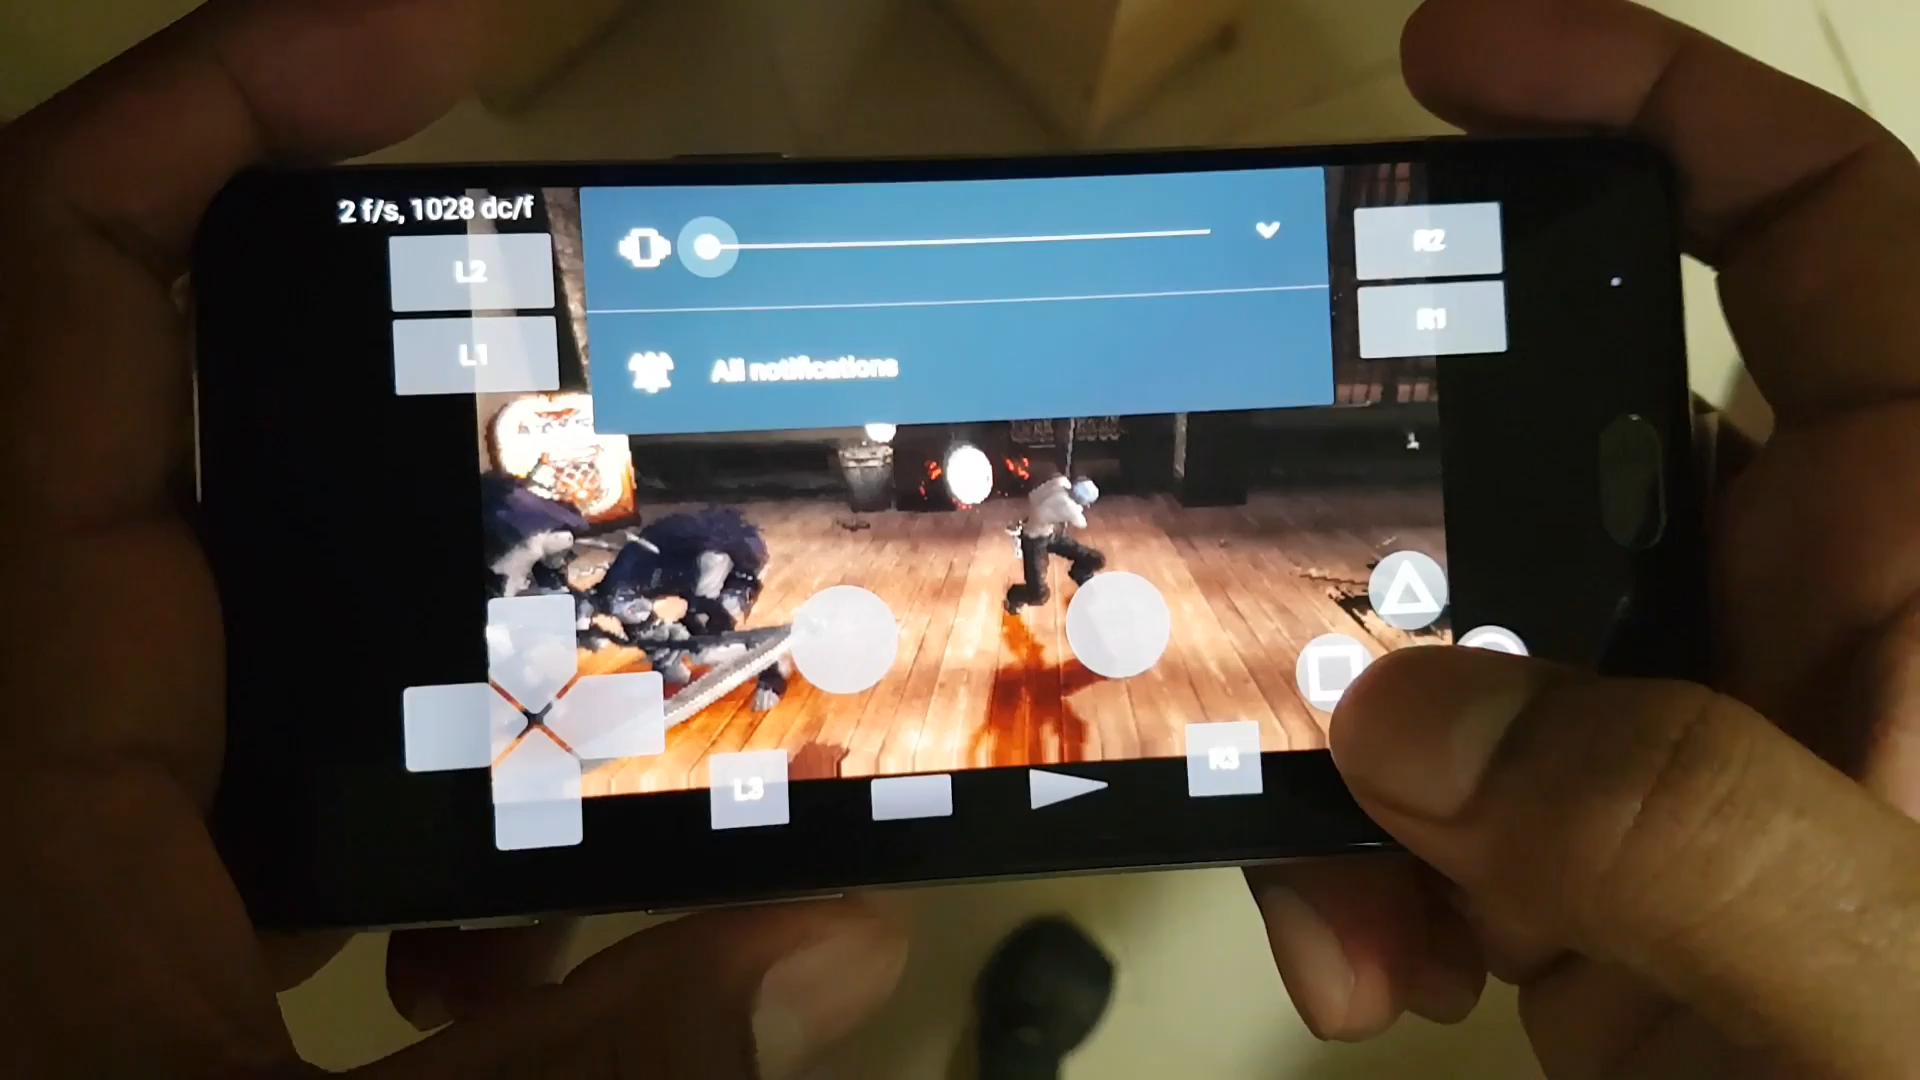 2 f/s, 1028 dc/f
L2
R2
L1
R1
All notifications
L3
R3